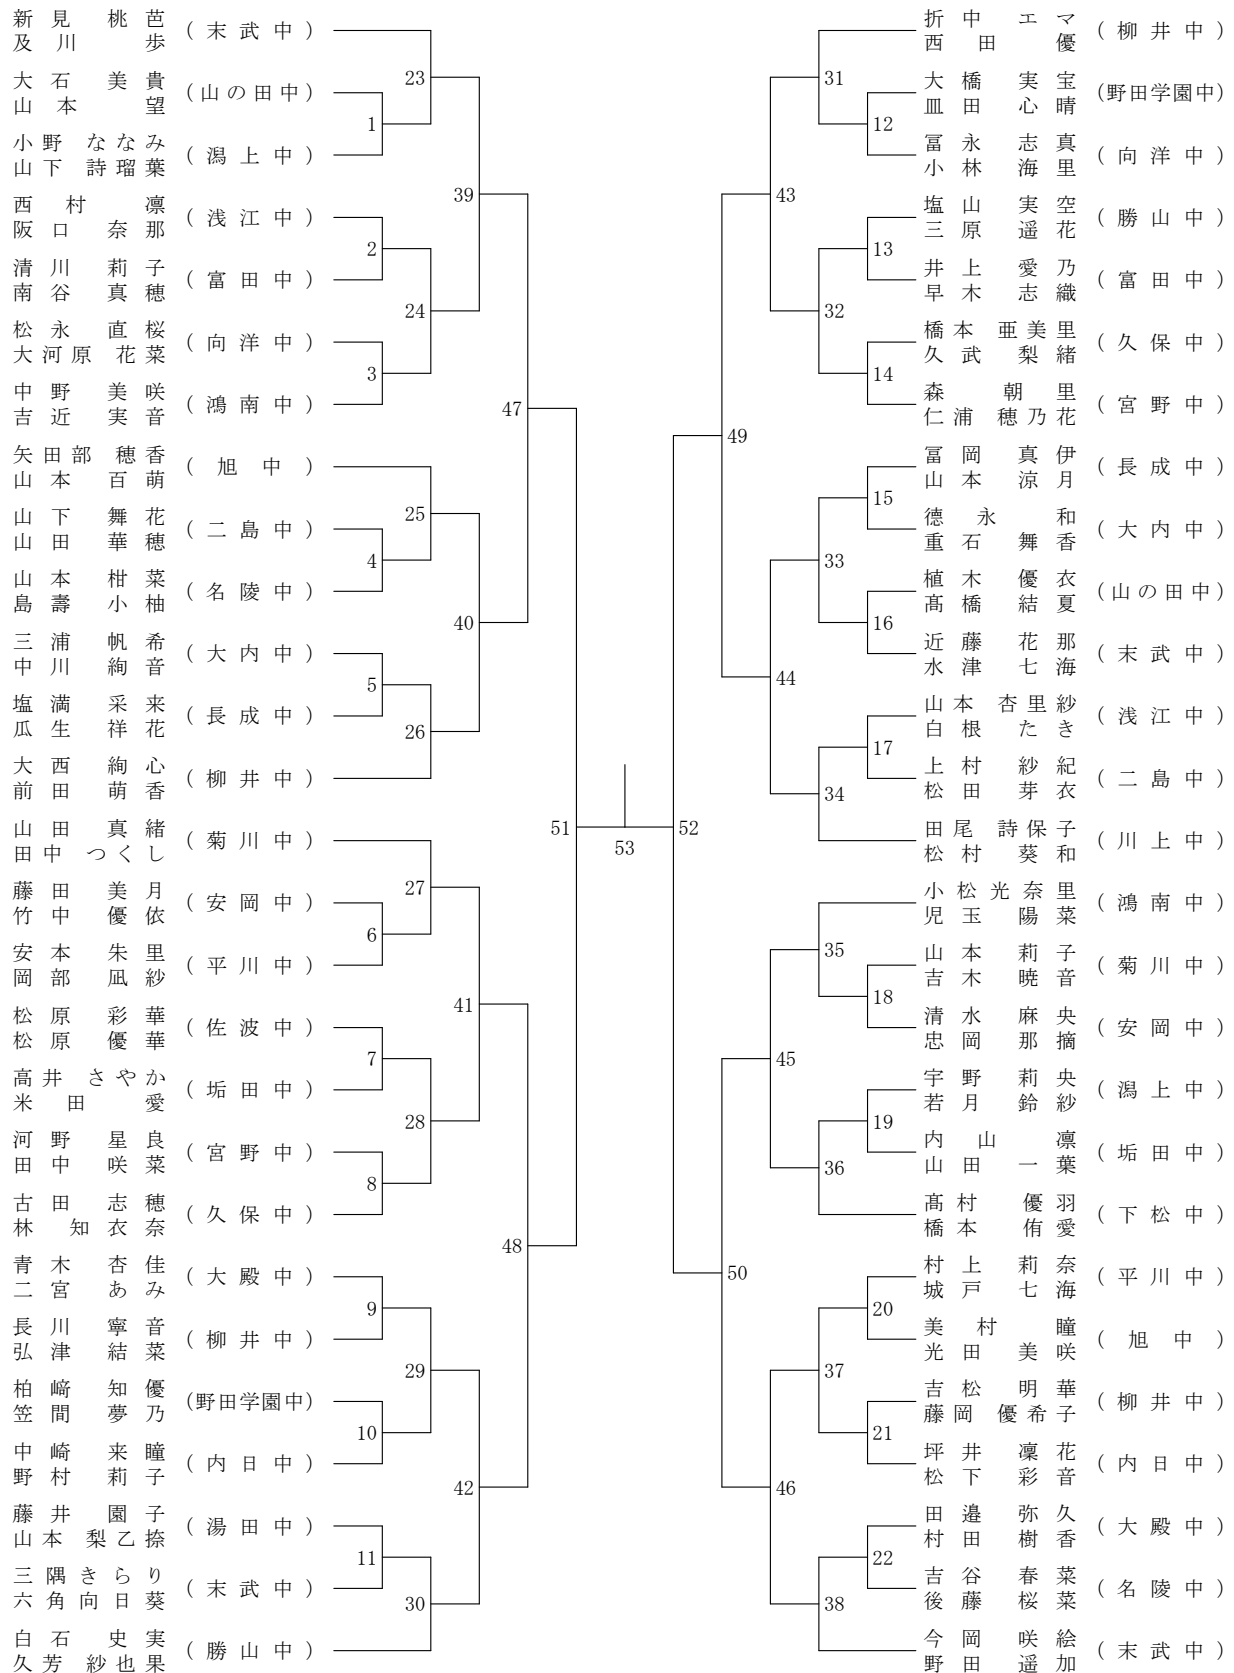 新見 桃芭
及川 歩
(末武中)
大石 美貴
山本 望
(山の田中)
小野 ななみ
山下 詩瑠葉
(潟上中)
西村 凛
阪口 奈那
(浅江中)
清川 莉子
南谷 真穂
(富田中)
松永 直桜
大河原 花菜
(向洋中)
中野 美咲
吉近 実音
(鴻南中)
矢田部 穂香
山本 百萌
(旭中)
山下 舞花
山田 華穂
(二島中)
山本 柑菜
島壽 小柚
(名陵中)
三浦 帆希
中川 絢音
(大内中)
塩満 采来
瓜生 祥花
(長成中)
大西 絢心
前田 萌香
(柳井中)
山田 真緒
田中 つくし
(菊川中)
藤田 美月
竹中 優依
(安岡中)
安本 朱里
岡部 凪紗
(平川中)
松原 彩華
松原 優華
(佐波中)
高井 さやか
米田 愛
(垢田中)
河野 星良
田中 咲菜
(宮野中)
古田 志穂
林 知衣奈
(久保中)
青木 杏佳
二宮 あみ
(大殿中)
長川 寧音
弘津 結菜
(柳井中)
柏﨑 知優
笠間 夢乃
(野田学園中)
中崎 来瞳
野村 莉子
(内日中)
藤井 園子
山本 梨乙捺
(湯田中)
三隅きらり
六角向日葵
(末武中)
白石 史実
久芳 紗也果
(勝山中)
23
1
39
2
24
3
47
25
4
40
5
26
51
27
6
41
7
28
8
48
9
29
10
42
11
30
53
52
31
12
43
13
32
14
49
15
33
16
44
17
34
35
18
45
19
36
50
20
37
21
46
22
38
折中 エマ
西田 優
(柳井中)
大橋 実宝
皿田 心晴
(野田学園中)
冨永 志真
小林 海里
(向洋中)
塩山 実空
三原 遥花
(勝山中)
井上 愛乃
早木 志織
(富田中)
橋本 亜美里
久武 梨緒
(久保中)
森 朝里
仁浦 穂乃花
(宮野中)
冨岡 真伊
山本 涼月
(長成中)
德永 和
重石 舞香
(大内中)
植木 優衣
髙橋 結夏
(山の田中)
近藤 花那
水津 七海
(末武中)
山本 杏里紗
白根 たき
(浅江中)
上村 紗紀
松田 芽衣
(二島中)
田尾 詩保子
松村 葵和
(川上中)
小松光奈里
児玉 陽菜
(鴻南中)
山本 莉子
吉木 暁音
(菊川中)
清水 麻央
忠岡 那摘
(安岡中)
宇野 莉央
若月 鈴紗
(潟上中)
内山 凛
山田 一葉
(垢田中)
髙村 優羽
橋本 侑愛
(下松中)
村上 莉奈
城戸 七海
(平川中)
美村 瞳
光田 美咲
(旭中)
吉松 明華
藤岡 優希子
(柳井中)
坪井 凜花
松下 彩音
(内日中)
田邉 弥久
村田 樹香
(大殿中)
吉谷 春菜
後藤 桜菜
(名陵中)
今岡 咲絵
野田 遥加
(末武中)